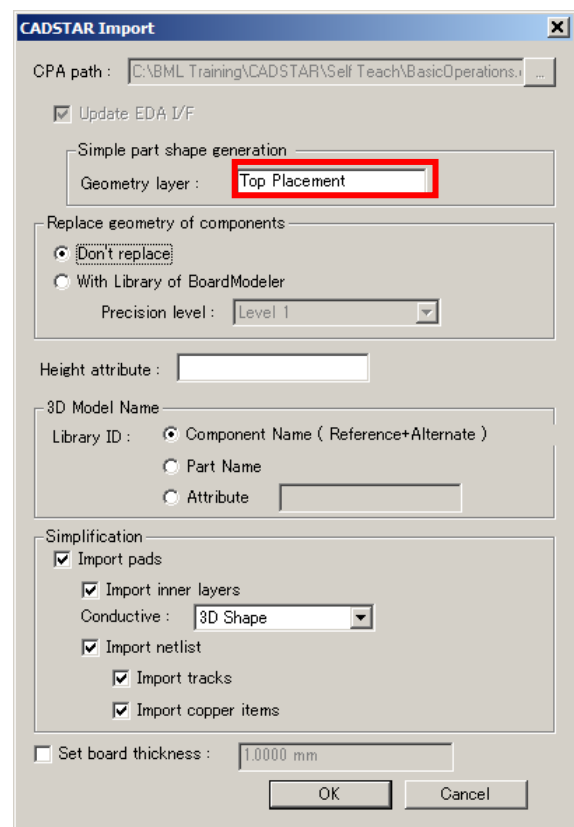 CADSTAR Import
CPA path : C:\BML Training\CADSTAR\Self Teach\BasicOperations. ...
Update EDA I/F
Simple part shape generation
Geometry layer : Top Placement
Replace geometry of components
Don't replace
With Library of BoardModeler
Precision level : Level 1
Height attribute :
3D Model Name
Library ID : Component Name ( Reference+Alternate )
Part Name
Attribute
Simplification
Import pads
Import inner layers
Conductive : 3D Shape
Import netlist
Import tracks
Import copper items
Set board thickness : 1.0000 mm
OK Cancel